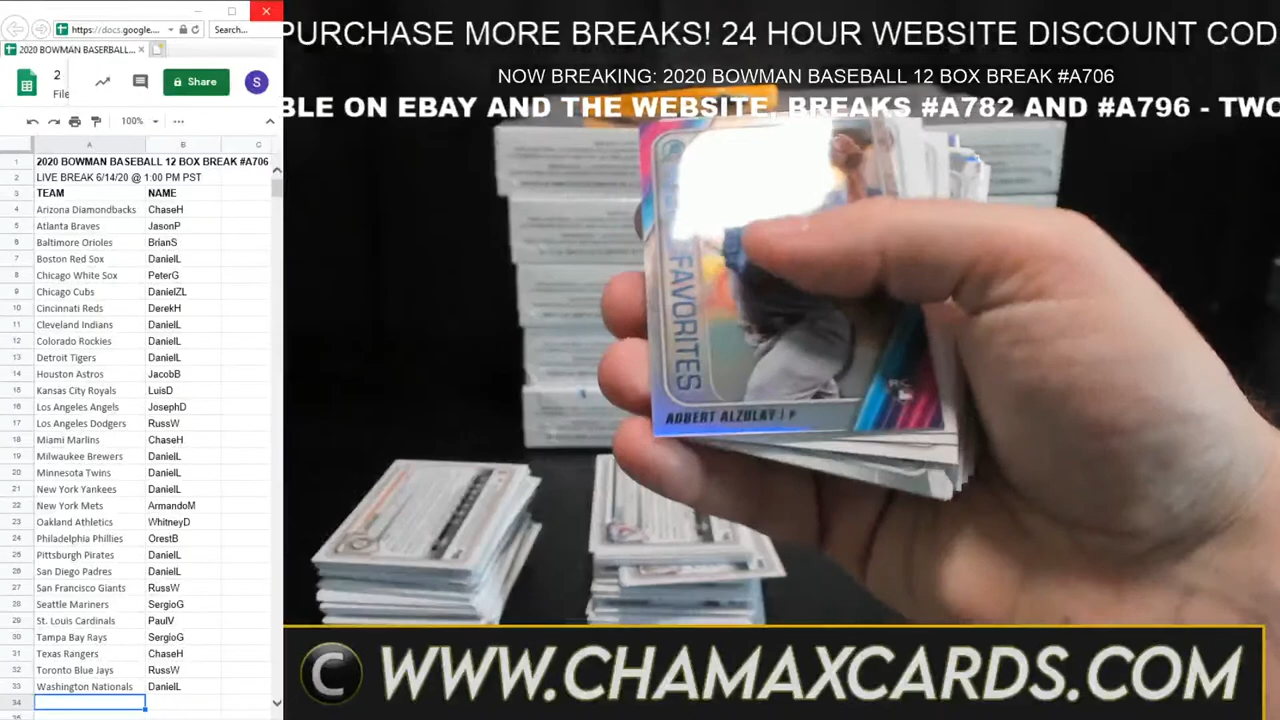 https://docs.google....
Search...
2020 BOWMAN BASERBALL...
2
File
Share
S
100%
A B C
1 2020 BOWMAN BASEBALL 12 BOX BREAK #A706
2 LIVE BREAK 6/14/20 @ 1:00 PM PST
3 TEAM NAME
4 Arizona Diamondbacks ChaseH
5 Atlanta Braves JasonP
6 Baltimore Orioles BrianS
7 Boston Red Sox DanielL
8 Chicago White Sox PeterG
9 Chicago Cubs DanielZL
10 Cincinnati Reds DerekH
11 Cleveland Indians DanielL
12 Colorado Rockies DanielL
13 Detroit Tigers DanielL
14 Houston Astros JacobB
15 Kansas City Royals LuisD
16 Los Angeles Angels JosephD
17 Los Angeles Dodgers RussW
18 Miami Marlins ChaseH
19 Milwaukee Brewers DanielL
20 Minnesota Twins DanielL
21 New York Yankees DanielL
22 New York Mets ArmandoM
23 Oakland Athletics WhitneyD
24 Philadelphia Phillies OrestB
25 Pittsburgh Pirates DanielL
26 San Diego Padres DanielL
27 San Francisco Giants RussW
28 Seattle Mariners SergioG
29 St. Louis Cardinals PaulV
30 Tampa Bay Rays SergioG
31 Texas Rangers ChaseH
32 Toronto Blue Jays RussW
33 Washington Nationals DanielL
34
PURCHASE MORE BREAKS! 24 HOUR WEBSITE DISCOUNT COD
NOW BREAKING: 2020 BOWMAN BASEBALL 12 BOX BREAK #A706
BLE ON EBAY AND THE WEBSITE, BREAKS #A782 AND #A796 - TWO
FAVORITES
ADBERT ALZOLAY | P
RC
C WWW.CHAMAXCARDS.COM